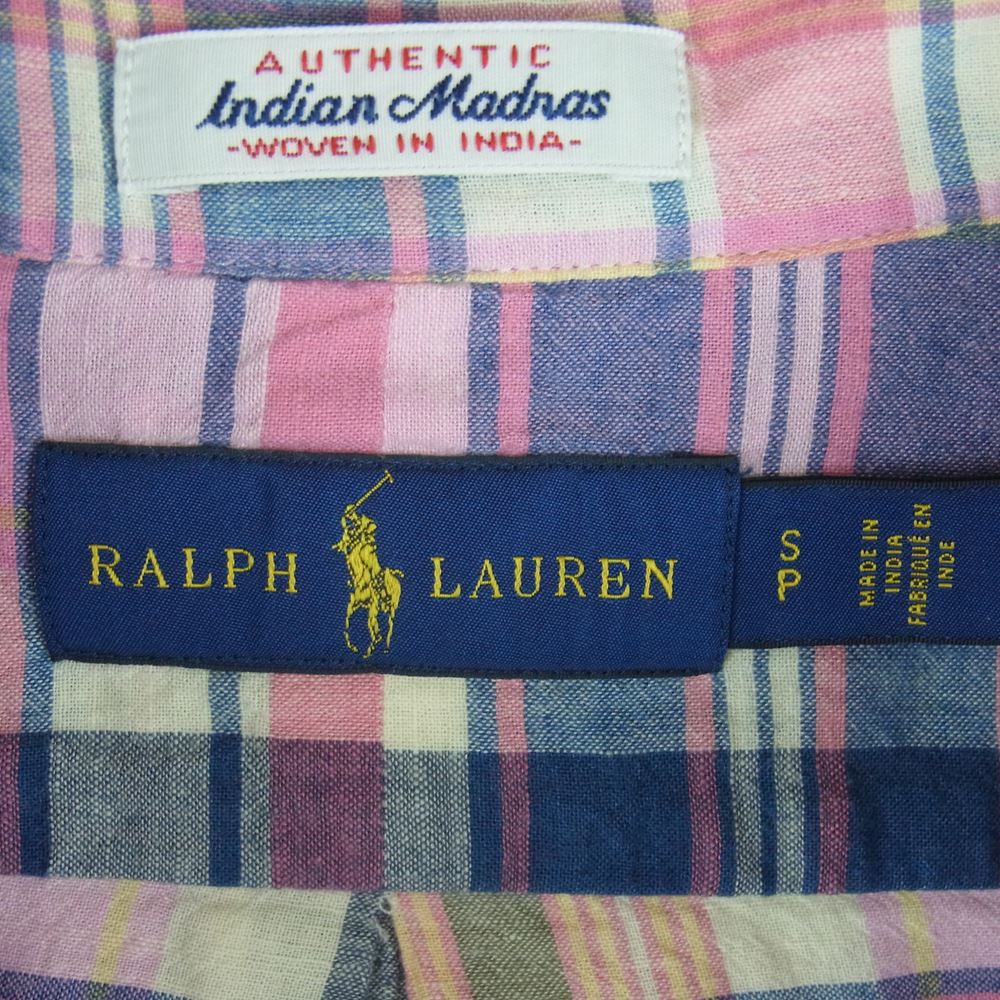 AUTHENTIC
Indian Madras
-WOVEN IN INDIA-
RALPH LAUREN
S
P
MADE IN
INDIA
FABRIQUÉ EN
INDE